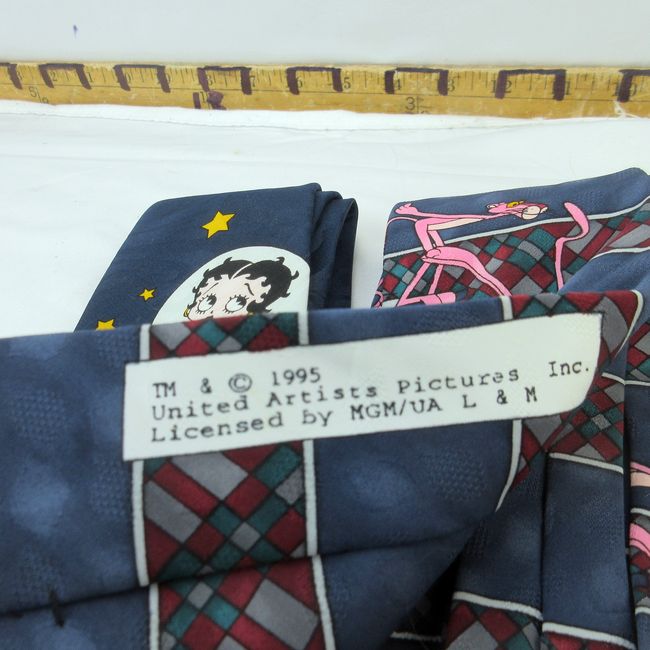 TM & © 1995
United Artists Pictures Inc.
Licensed by MGM/UA L & M